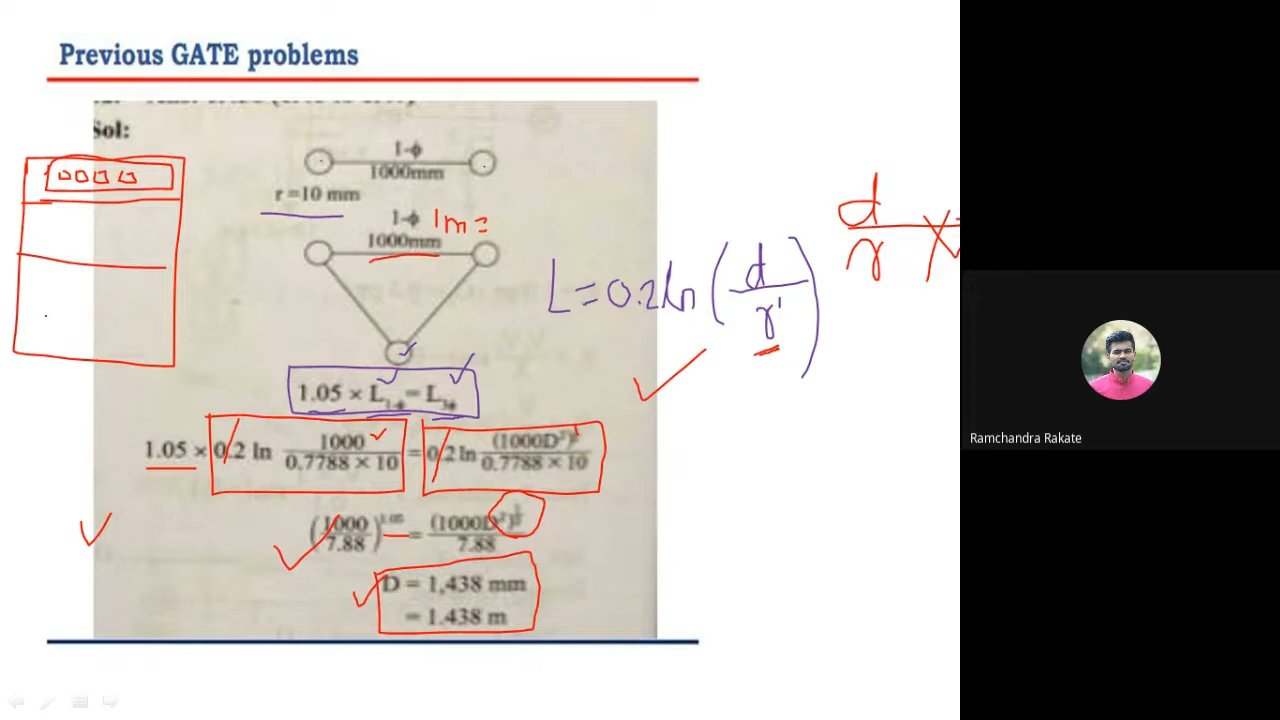 Previous GATE problems
Sol:
1-ϕ
1000mm
r = 10 mm
1-ϕ 1m =
1000mm
d
r
L = 0.2 ln ( d / r' )
1.05 × L1-ϕ = L3ϕ
1.05 × 0.2 ln 1000 / 0.7788 × 10 = 0.2 ln (1000D²) / 0.7788 × 10
(1000 / 7.88)^1.05 = (1000D²)^1/3 / 7.88
D = 1,438 mm
= 1.438 m
Ramchandra Rakate